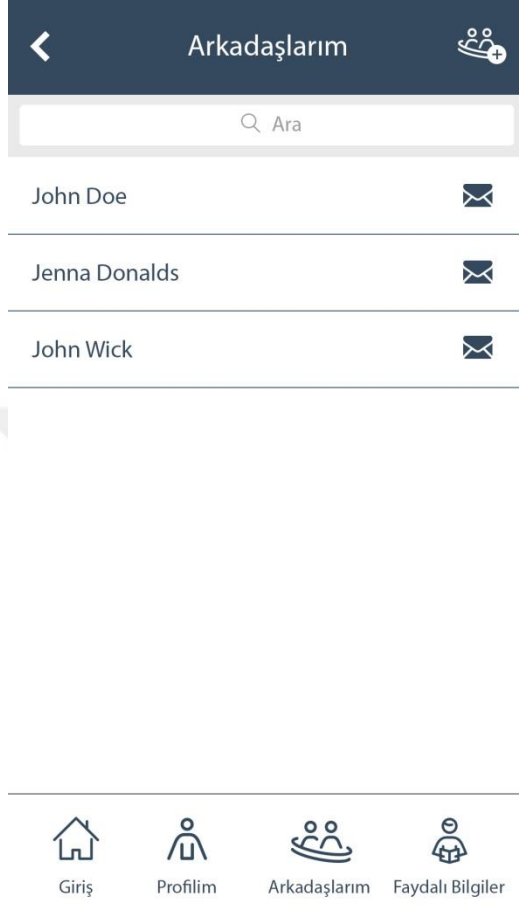 Arkadaşlarım
Ara
John Doe
Jenna Donalds
John Wick
Giriş Profilim Arkadaşlarım Faydalı Bilgiler